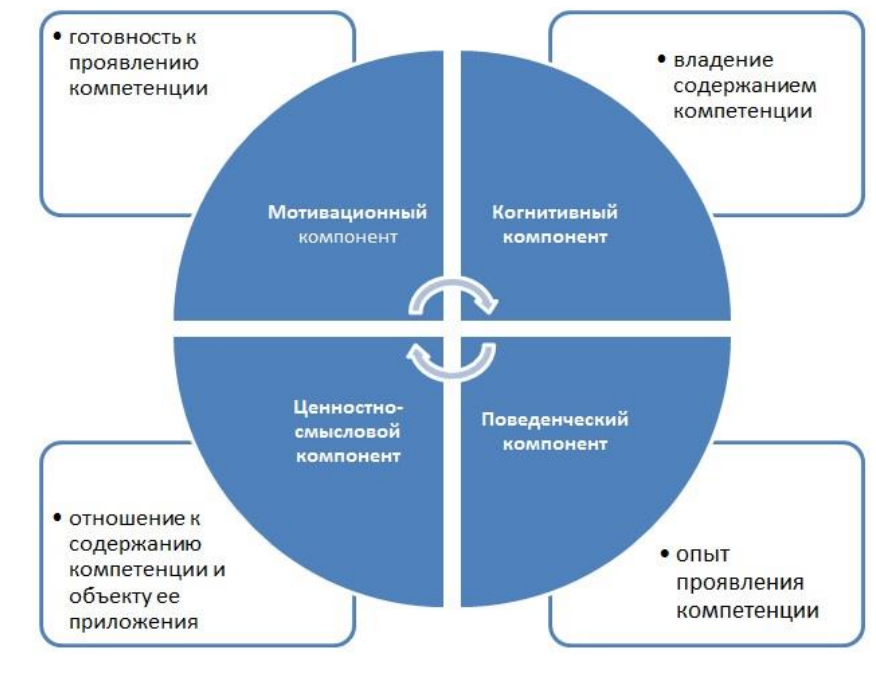 • готовность к
проявлению
компетенции
• владение
содержанием
компетенции
Мотивационный
компонент
Когнитивный
компонент
Ценностно-
смысловой
компонент
Поведенческий
компонент
• отношение к
содержанию
компетенции и
объекту ее
приложения
• опыт
проявления
компетенции